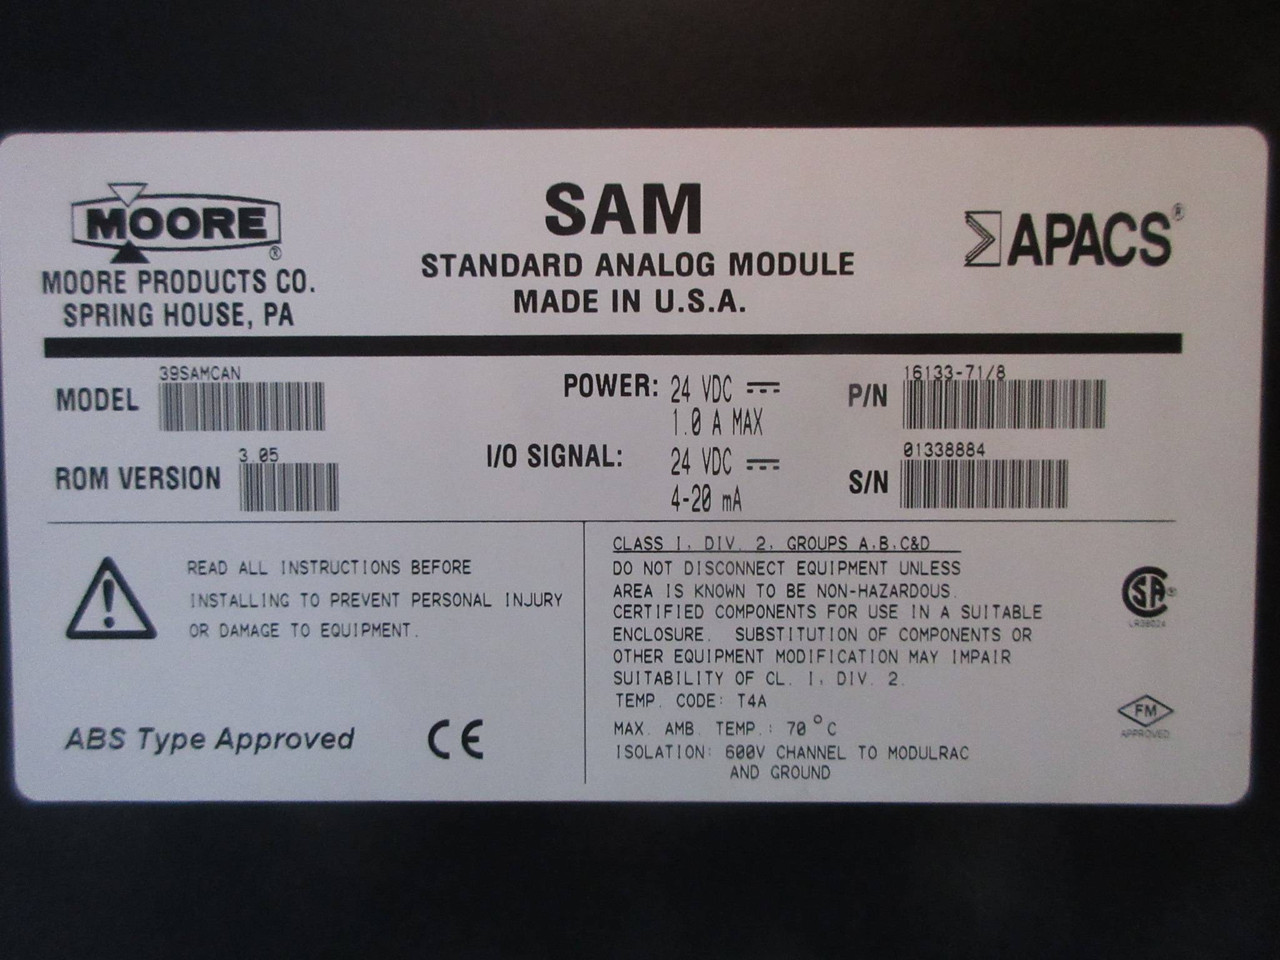 MOORE ®
MOORE PRODUCTS CO.
SPRING HOUSE, PA
SAM
STANDARD ANALOG MODULE
MADE IN U.S.A.
APACS®
MODEL 39SAMCAN
ROM VERSION 3.05
POWER: 24 VDC
1.0 A MAX
I/O SIGNAL: 24 VDC
4-20 mA
P/N 16133-71/8
S/N 01338884
READ ALL INSTRUCTIONS BEFORE
INSTALLING TO PREVENT PERSONAL INJURY
OR DAMAGE TO EQUIPMENT.
ABS Type Approved CE
CLASS I, DIV. 2, GROUPS A,B,C&D
DO NOT DISCONNECT EQUIPMENT UNLESS
AREA IS KNOWN TO BE NON-HAZARDOUS.
CERTIFIED COMPONENTS FOR USE IN A SUITABLE
ENCLOSURE. SUBSTITUTION OF COMPONENTS OR
OTHER EQUIPMENT MODIFICATION MAY IMPAIR
SUITABILITY OF CL. I, DIV. 2.
TEMP. CODE: T4A
MAX. AMB. TEMP.: 70°C
ISOLATION: 600V CHANNEL TO MODULRAC
AND GROUND
SA®
FM
APPROVED